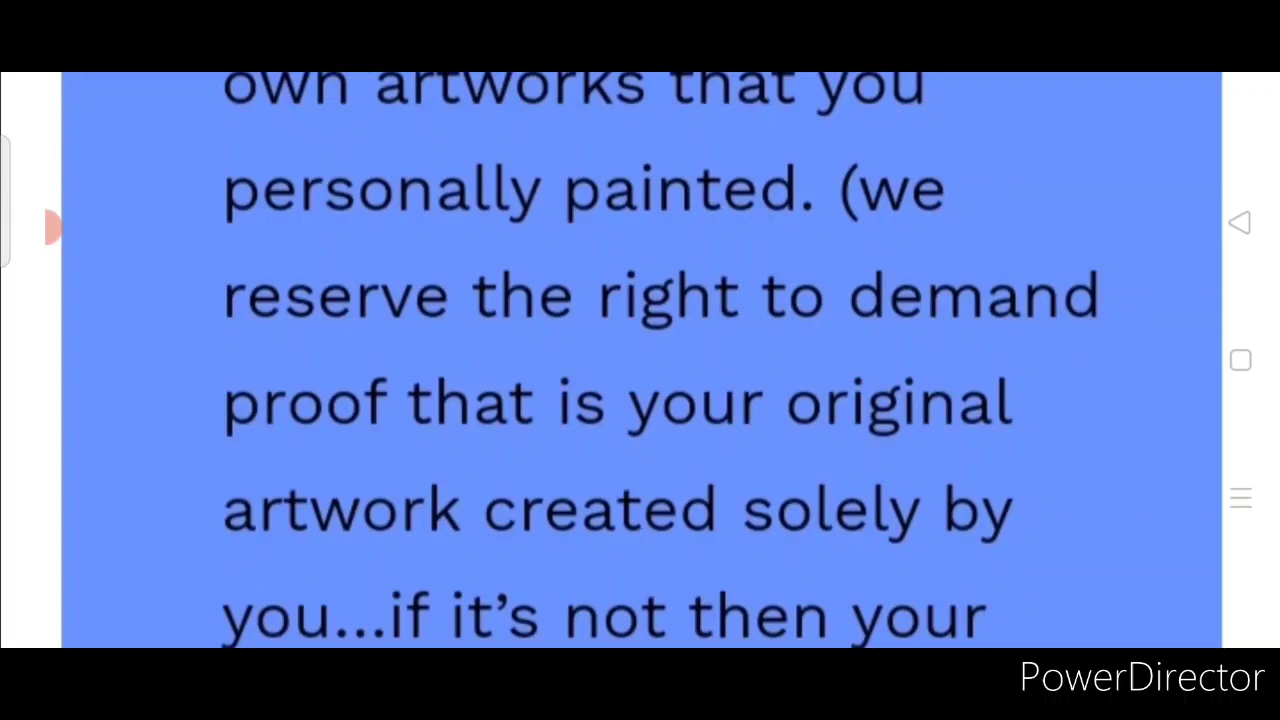 own artworks that you
personally painted. (we
reserve the right to demand
proof that is your original
artwork created solely by
you...if it’s not then your
PowerDirector